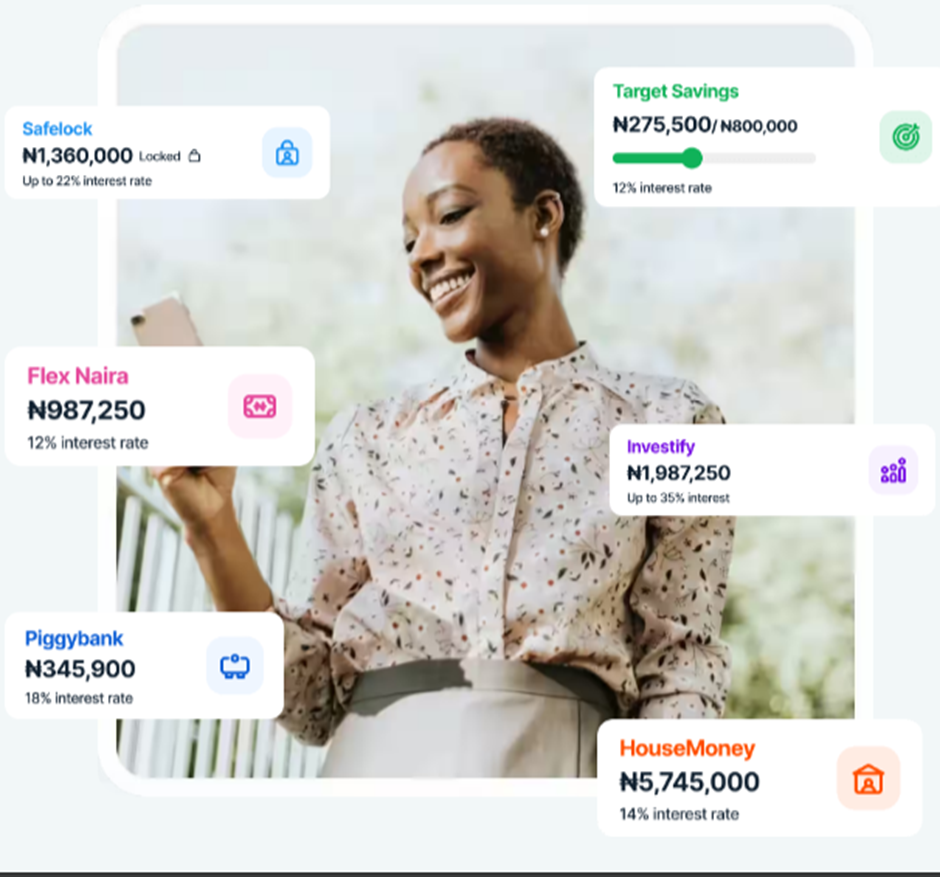 Target Savings
₦275,500/ ₦800,000
12% interest rate
Safelock
₦1,360,000 Locked
Up to 22% interest rate
Flex Naira
₦987,250
12% interest rate
Investify
₦1,987,250
Up to 35% interest
Piggybank
₦345,900
18% interest rate
HouseMoney
₦5,745,000
14% interest rate